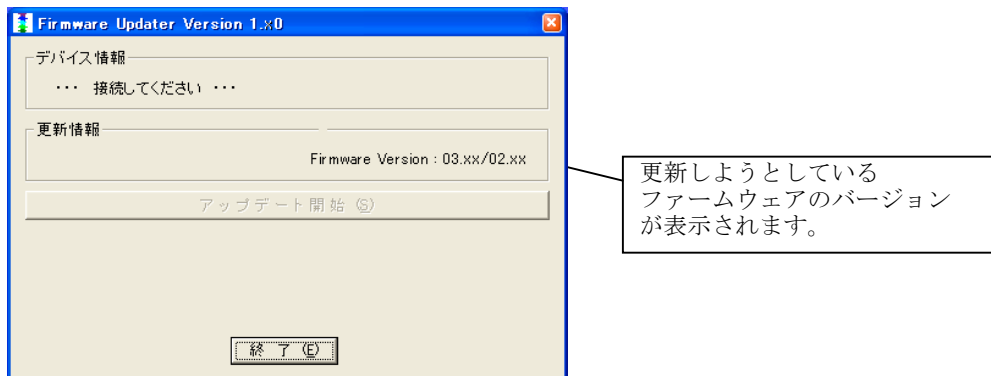 Firmware Updater Version 1.x0
デバイス情報
･･･ 接続してください ･･･
更新情報
Firmware Version : 03.xx/02.xx
アップデート開始 (S)
終 了 (E)
更新しようとしている
ファームウェアのバージョン
が表示されます。